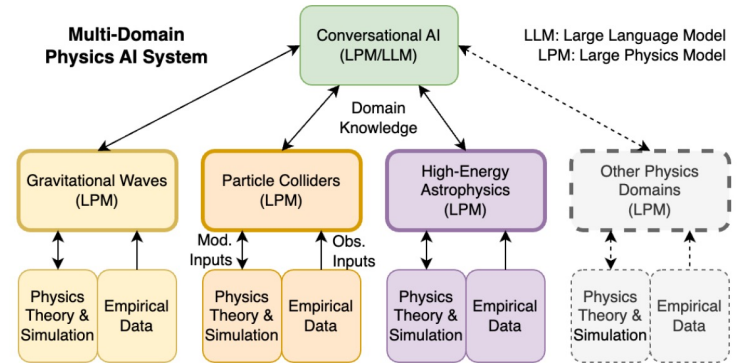 Multi-Domain
Physics AI System
Conversational AI
(LPM/LLM)
LLM: Large Language Model
LPM: Large Physics Model
Domain
Knowledge
Gravitational Waves
(LPM)
Particle Colliders
(LPM)
High-Energy
Astrophysics
(LPM)
Other Physics
Domains
(LPM)
Mod.
Inputs
Obs.
Inputs
Physics
Theory &
Simulation
Empirical
Data
Physics
Theory &
Simulation
Empirical
Data
Physics
Theory &
Simulation
Empirical
Data
Physics
Theory &
Simulation
Empirical
Data